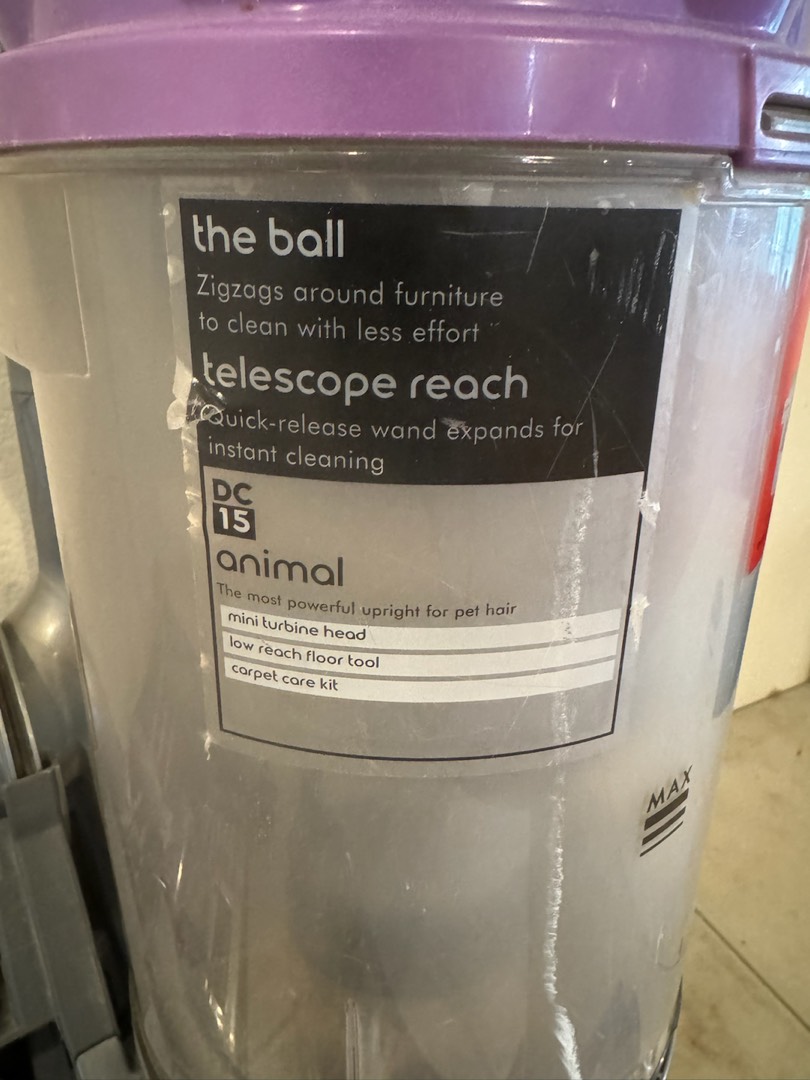 the ball
Zigzags around furniture
to clean with less effort
telescope reach
Quick-release wand expands for
instant cleaning
DC
15
animal
The most powerful upright for pet hair
mini turbine head
low reach floor tool
carpet care kit
MAX